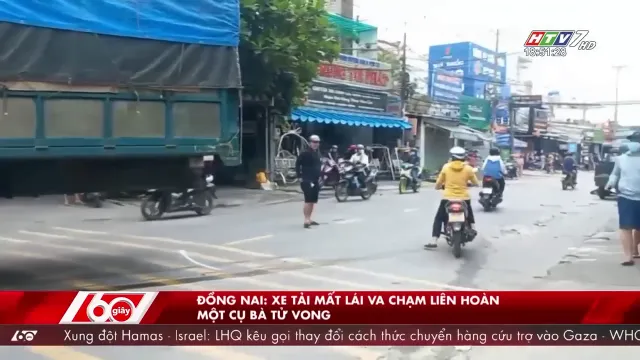 HTV7 HD
18:51:28
60 giây
ĐỒNG NAI: XE TẢI MẤT LÁI VA CHẠM LIÊN HOÀN
MỘT CỤ BÀ TỬ VONG
60 Xung đột Hamas - Israel: LHQ kêu gọi thay đổi cách thức chuyển hàng cứu trợ vào Gaza - WHO